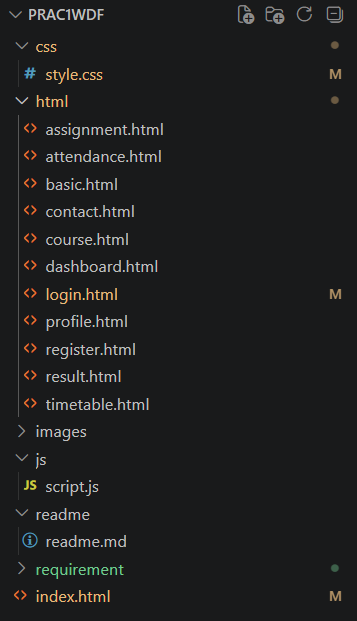 PRAC1WDF
css
# style.css M
html
<> assignment.html
<> attendance.html
<> basic.html
<> contact.html
<> course.html
<> dashboard.html
<> login.html M
<> profile.html
<> register.html
<> result.html
<> timetable.html
images
js
JS script.js
readme
readme.md
requirement
<> index.html M